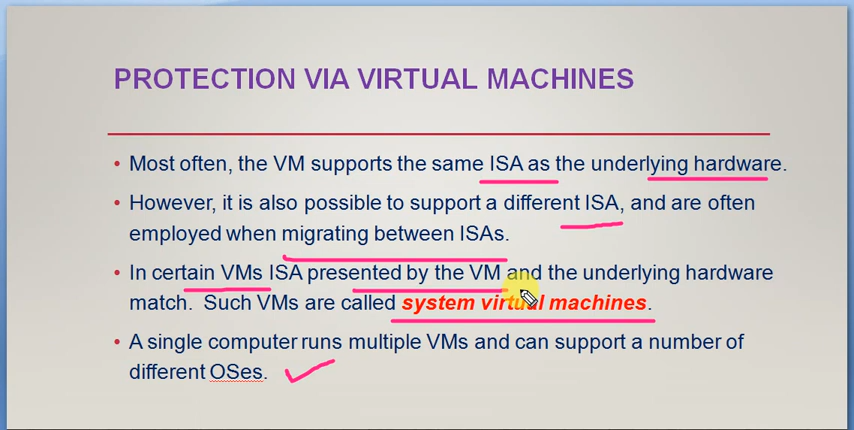 PROTECTION VIA VIRTUAL MACHINES
• Most often, the VM supports the same ISA as the underlying hardware.
• However, it is also possible to support a different ISA, and are often
employed when migrating between ISAs.
• In certain VMs ISA presented by the VM and the underlying hardware
match. Such VMs are called system virtual machines.
• A single computer runs multiple VMs and can support a number of
different OSes.